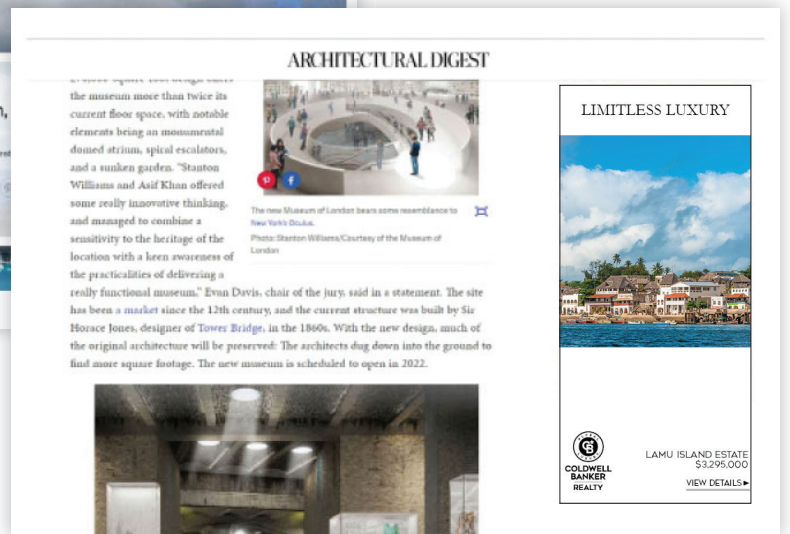 ARCHITECTURAL DIGEST
the museum more than twice its
current floor space, with notable
elements being an monumental
domed atrium, spiral escalators,
and a sunken garden. "Stanton
Williams and Asif Khan offered
some really innovative thinking,
and managed to combine a
sensitivity to the heritage of the
location with a keen awareness of
the practicalities of delivering a
really functional museum," Evan Davis, chair of the jury, said in a statement. The site
has been a market since the 12th century, and the current structure was built by Sir
Horace Jones, designer of Tower Bridge, in the 1860s. With the new design, much of
the original architecture will be preserved: The architects dug down into the ground to
find more square footage. The new museum is scheduled to open in 2022.
The new Museum of London bears some resemblance to
New York's Oculus.
Photo: Stanton Williams/Courtesy of the Museum of
London
LIMITLESS LUXURY
COLDWELL
BANKER
REALTY
LAMU ISLAND ESTATE
$3,295,000
VIEW DETAILS ▶